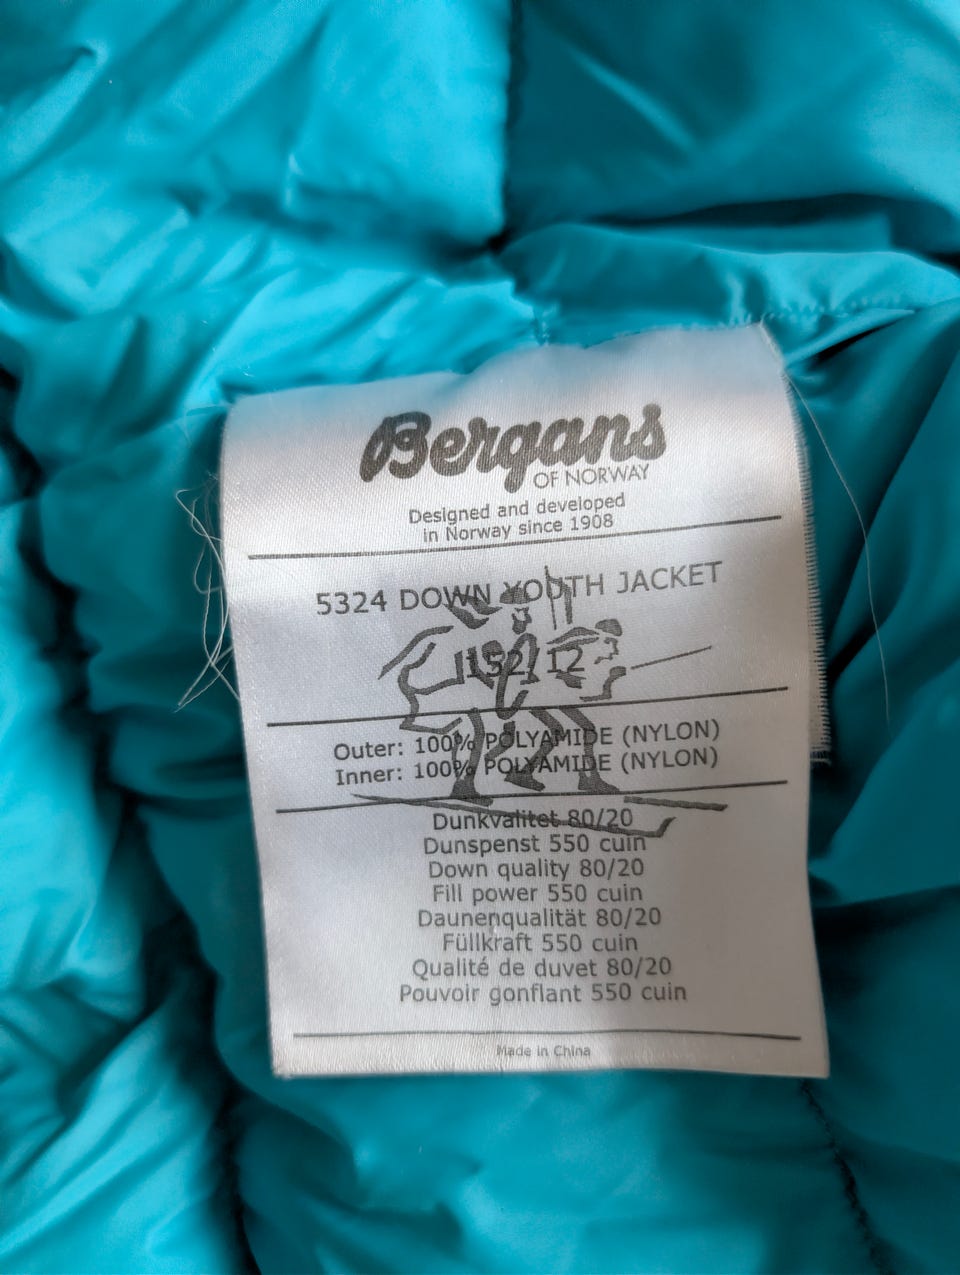 Bergans
OF NORWAY
Designed and developed
in Norway since 1908
5324 DOWN YOUTH JACKET
152/12
Outer: 100% POLYAMIDE (NYLON)
Inner: 100% POLYAMIDE (NYLON)
Dunkvalitet 80/20
Dunspenst 550 cuin
Down quality 80/20
Fill power 550 cuin
Daunenqualität 80/20
Füllkraft 550 cuin
Qualité de duvet 80/20
Pouvoir gonflant 550 cuin
Made in China